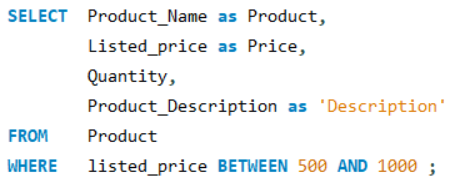 SELECT Product_Name as Product,
Listed_price as Price,
Quantity,
Product_Description as 'Description'
FROM Product
WHERE listed_price BETWEEN 500 AND 1000 ;